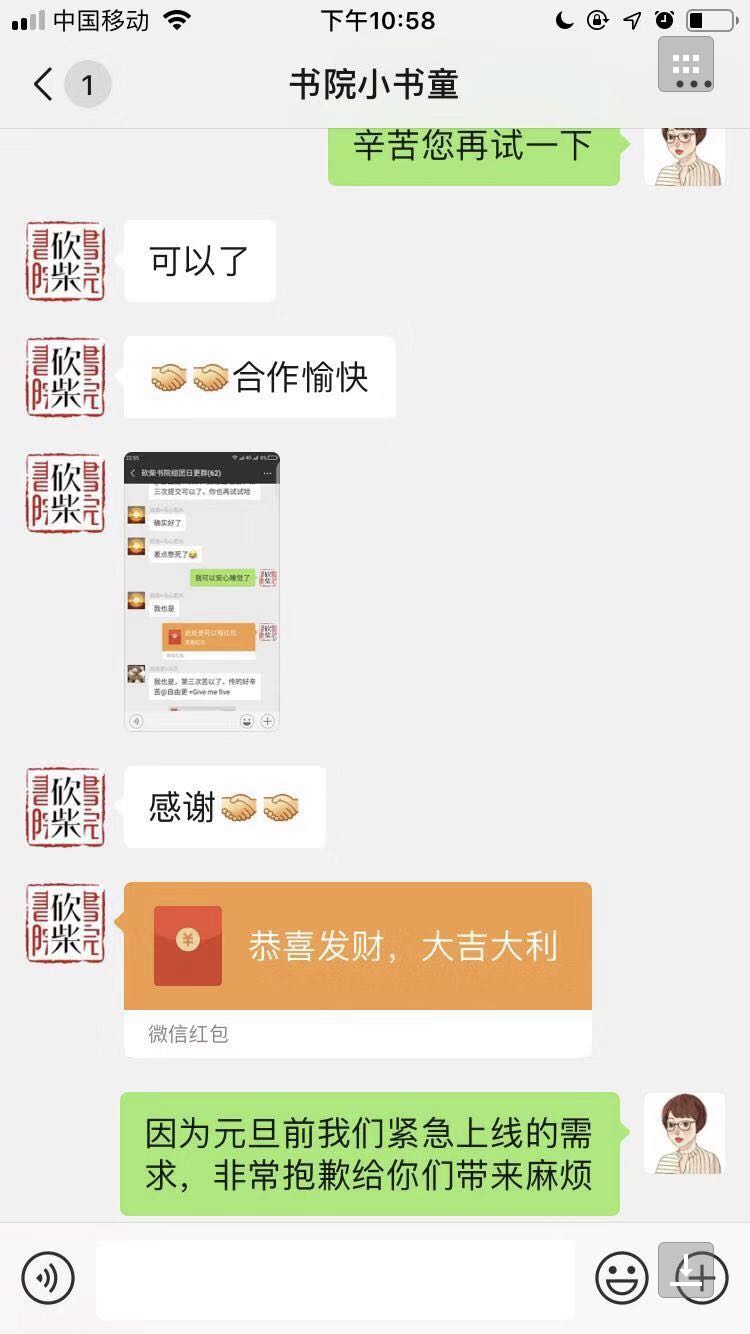 中国移动
下午10:58
1
书院小书童
辛苦您再试一下
可以了
合作愉快
22:55
砍柴书院组团日更群(62)
三次提交可以了，你也再试试哈
确实好了
差点愁死了
我可以安心睡觉了
我也是
我也是，第三次苦以了，传的好辛
苦@自由更 +Give me five
感谢
恭喜发财，大吉大利
微信红包
因为元旦前我们紧急上线的需
求，非常抱歉给你们带来麻烦
砍柴
书院